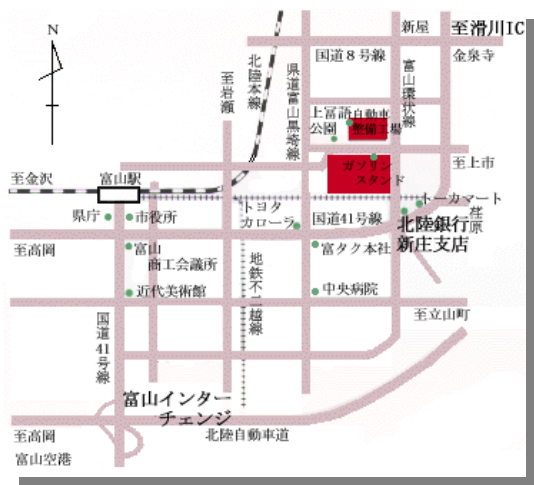 N
新屋
至滑川IC
国道8号線
金泉寺
北陸本線
県道富山黒埼線
富山環状線
至岩瀬
上冨語
公園
自動車
整備工場
ガソリン
スタンド
至上市
至金沢
富山駅
トヨタ
カローラ
トーカマート
荏原
県庁
市役所
国道41号線
北陸銀行
新庄支店
至高岡
富山
商工会議所
富タク本社
地鉄不二越線
近代美術館
中央病院
至立山町
国道41号線
富山インター
チェンジ
至高岡
北陸自動車道
富山空港